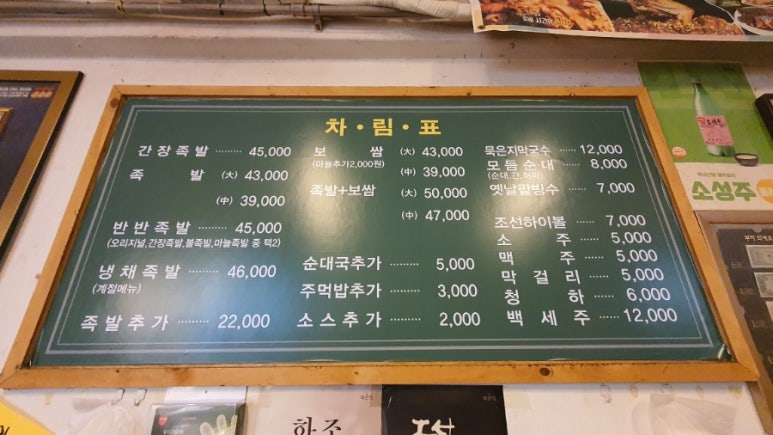 차·림·표
간장족발 ········ 45,000
족 발 (大) 43,000
(中) 39,000
반반족발 ········ 45,000
(오리지널,간장족발,불족발,마늘족발 중 택2)
냉채족발 ········ 46,000
(계절메뉴)
족발추가 ········ 22,000
보 쌈 (大) 43,000
(마늘추가2,000원)
(中) 39,000
족발+보쌈 (大) 50,000
(中) 47,000
순대국추가 ········ 5,000
주먹밥추가 ········ 3,000
소스추가 ········ 2,000
묵은지막국수 ····· 12,000
모듬순대 ······ 8,000
(순대,간,허파)
옛날팥빙수 ····· 7,000
조선하이볼 ······ 7,000
소 주 ········ 5,000
맥 주 ········ 5,000
막걸리 ········ 5,000
청 하 ········ 6,000
백세주 ······ 12,000
소성주